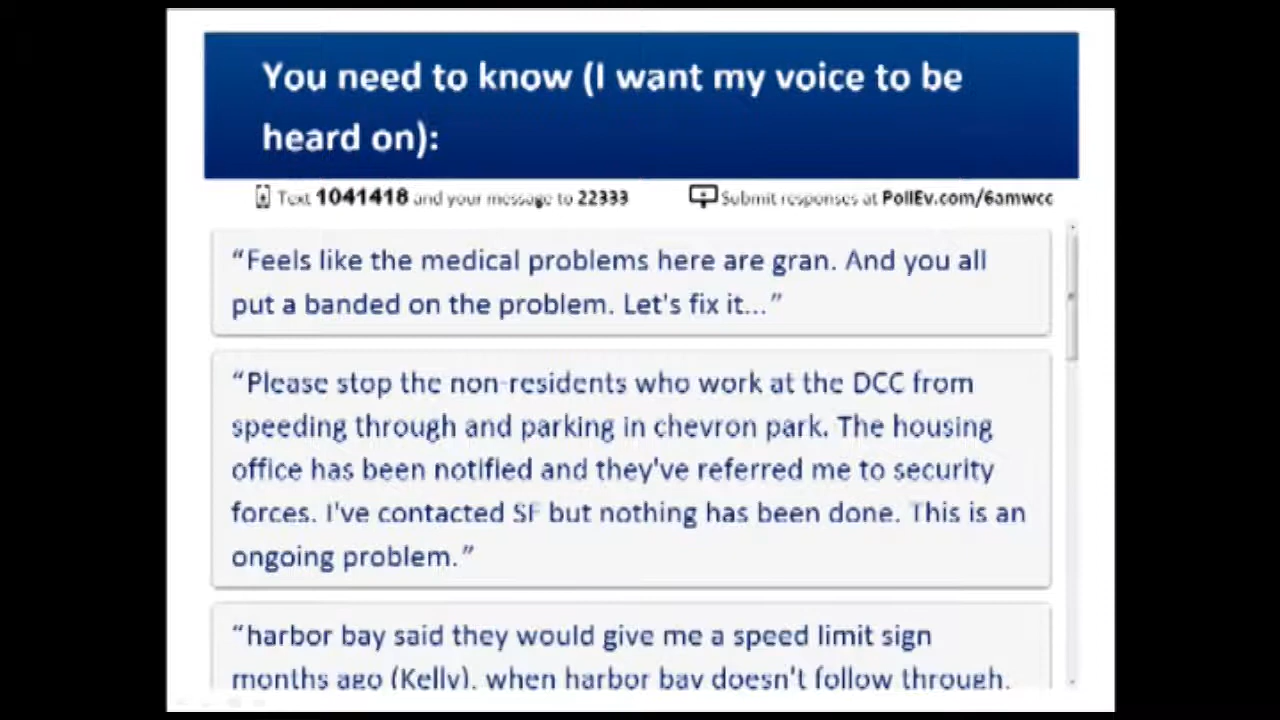 You need to know (I want my voice to be
heard on):
Text 1041418 and your message to 22333
Submit responses at PollEv.com/6amwcc
“Feels like the medical problems here are gran. And you all
put a banded on the problem. Let's fix it...”
“Please stop the non-residents who work at the DCC from
speeding through and parking in chevron park. The housing
office has been notified and they've referred me to security
forces. I've contacted SF but nothing has been done. This is an
ongoing problem.”
“harbor bay said they would give me a speed limit sign
months ago (Kelly). when harbor bay doesn't follow through.